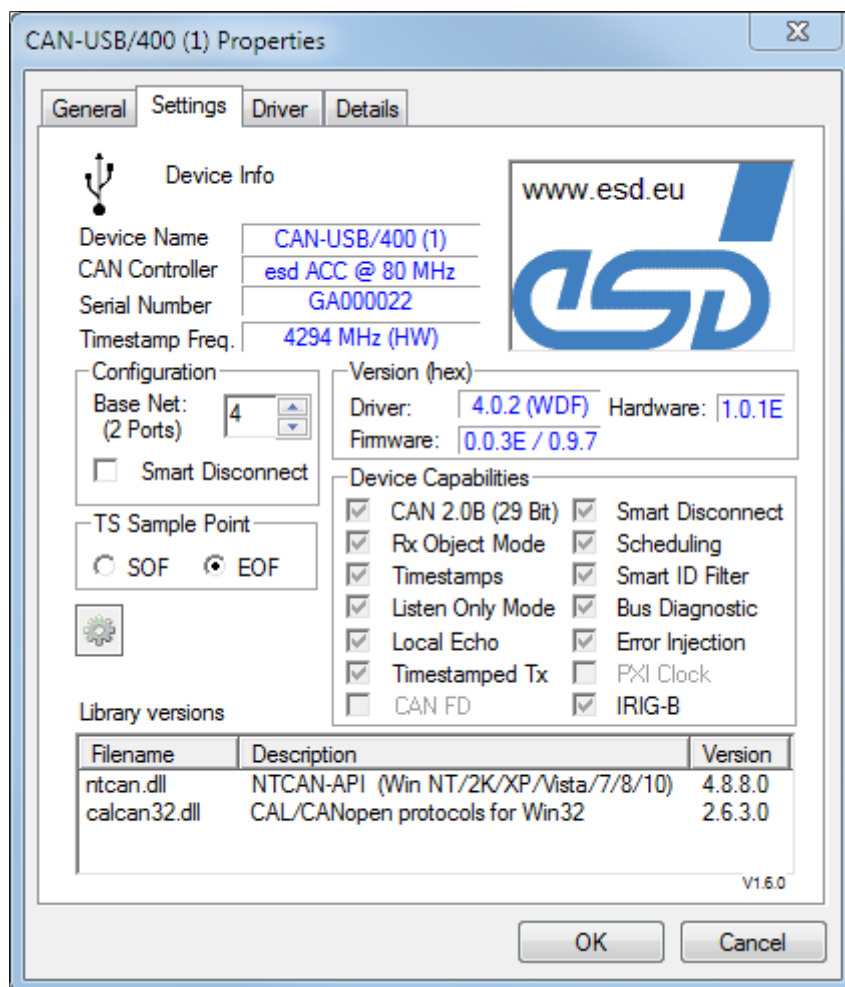 CAN-USB/400 (1) Properties
General Settings Driver Details
Device Info
www.esd.eu
esd
Device Name CAN-USB/400 (1)
CAN Controller esd ACC @ 80 MHz
Serial Number GA000022
Timestamp Freq. 4294 MHz (HW)
Configuration
Base Net: 4
(2 Ports)
Smart Disconnect
Version (hex)
Driver: 4.0.2 (WDF) Hardware: 1.0.1E
Firmware: 0.0.3E / 0.9.7
TS Sample Point
SOF EOF
Device Capabilities
CAN 2.0B (29 Bit) Smart Disconnect
Rx Object Mode Scheduling
Timestamps Smart ID Filter
Listen Only Mode Bus Diagnostic
Local Echo Error Injection
Timestamped Tx PXI Clock
CAN FD IRIG-B
Library versions
Filename Description Version
ntcan.dll NTCAN-API (Win NT/2K/XP/Vista/7/8/10) 4.8.8.0
calcan32.dll CAL/CANopen protocols for Win32 2.6.3.0
V1.6.0
OK Cancel